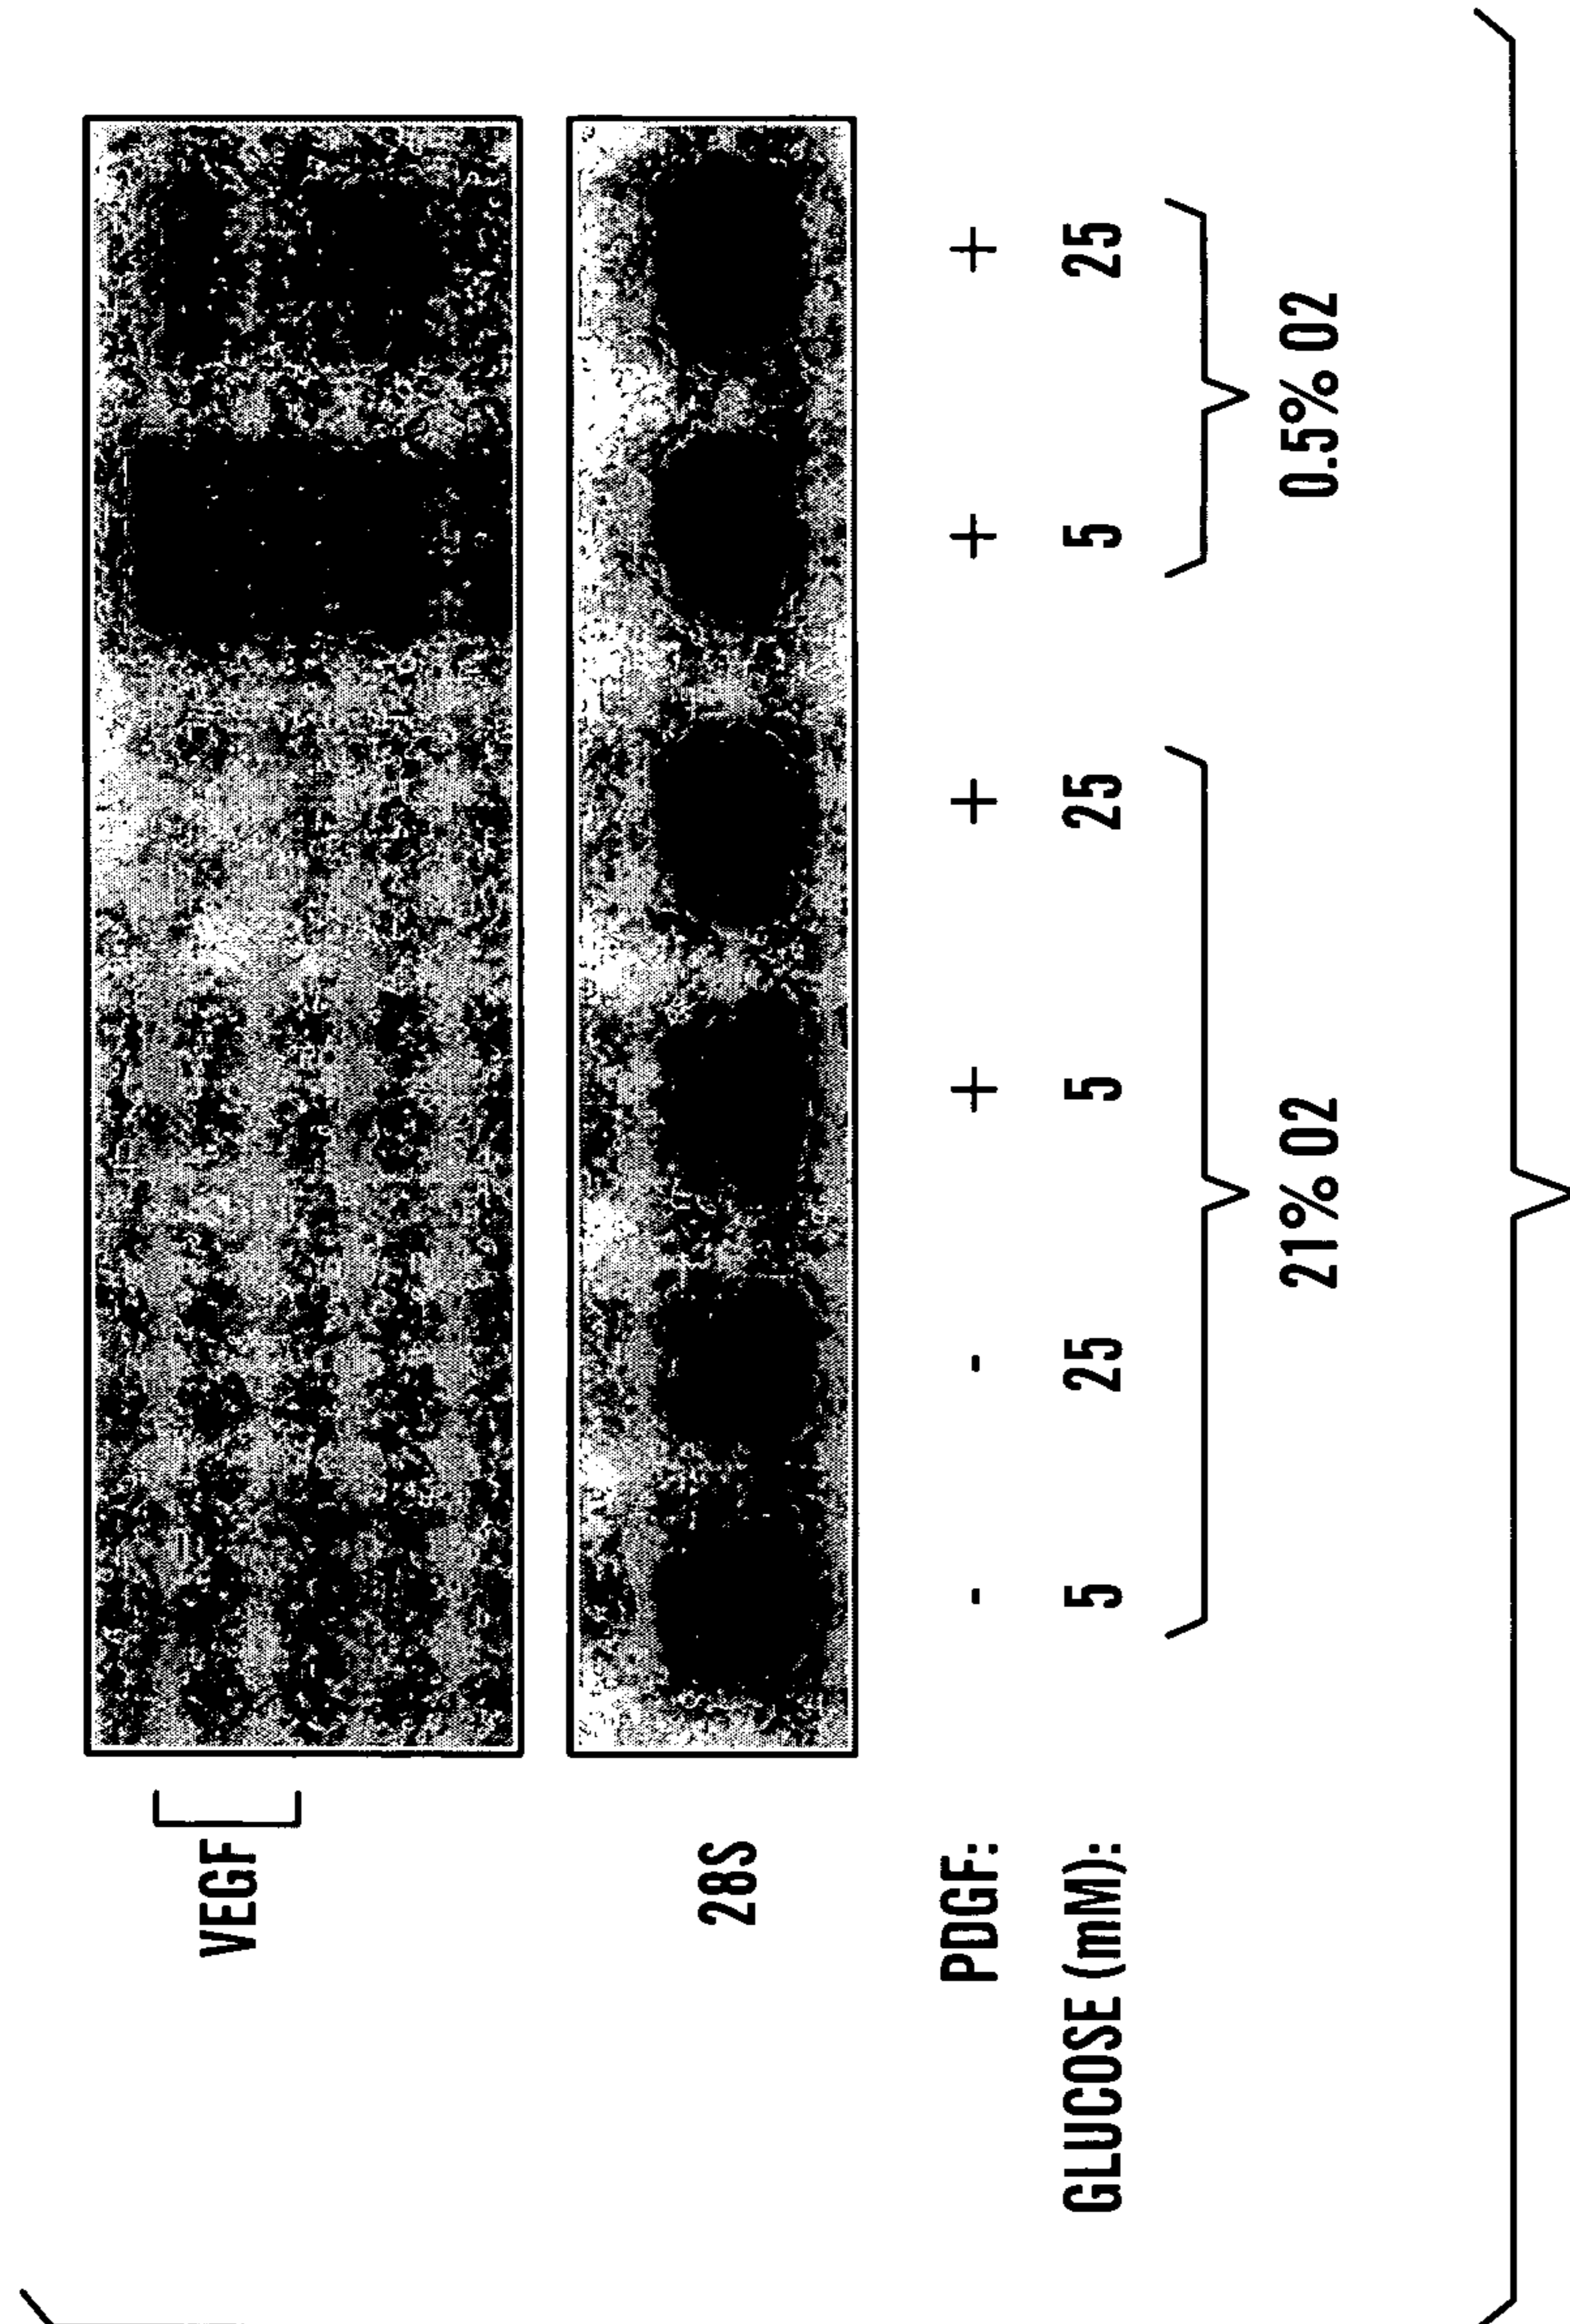 VEGF
28S
PDGF: - - + + + +
GLUCOSE (mM): 5 25 5 25 5 25
21% 02 0.5% 02